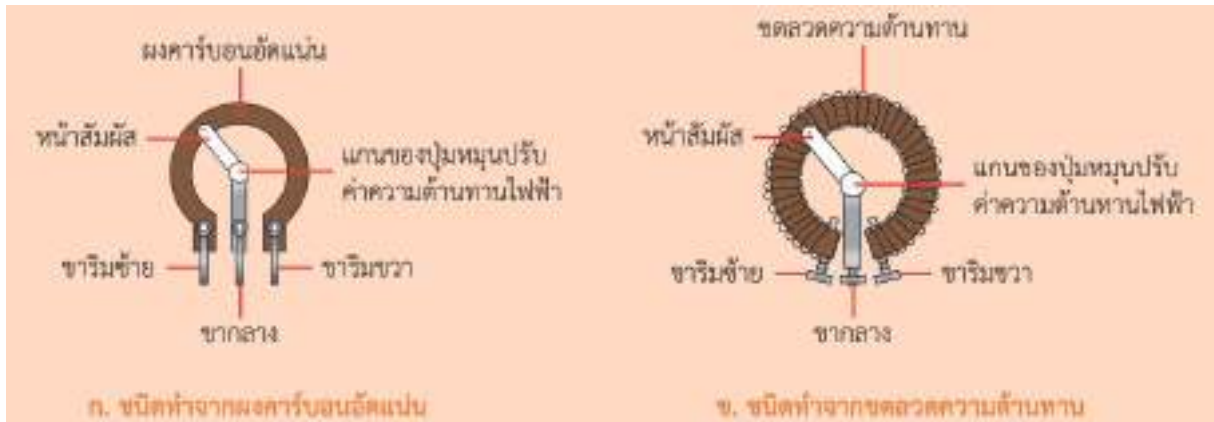 ผงคาร์บอนอัดแน่น
หน้าสัมผัส
แกนของปุ่มหมุนปรับ
ค่าความต้านทานไฟฟ้า
ขาริมซ้าย
ขาริมขวา
ขากลาง
ก. ชนิดทำจากผงคาร์บอนอัดแน่น
ขดลวดความต้านทาน
หน้าสัมผัส
แกนของปุ่มหมุนปรับ
ค่าความต้านทานไฟฟ้า
ขาริมซ้าย
ขาริมขวา
ขากลาง
ข. ชนิดทำจากขดลวดความต้านทาน